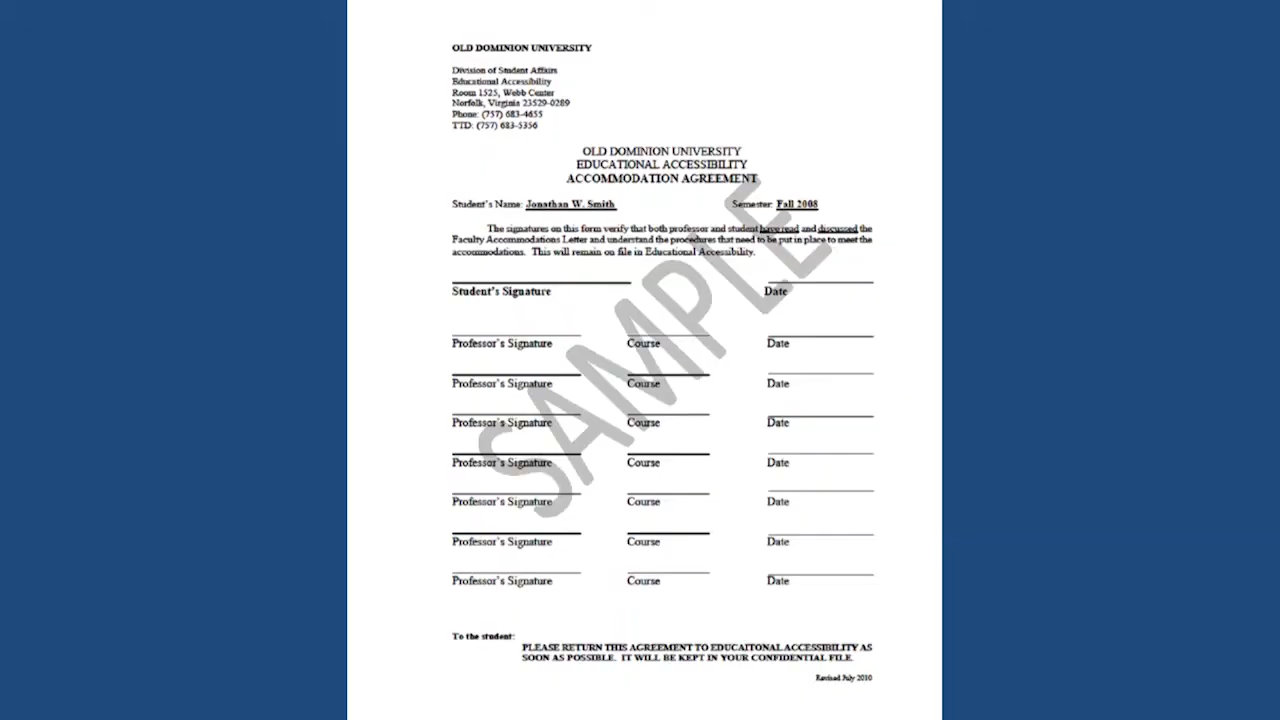 OLD DOMINION UNIVERSITY
Division of Student Affairs
Educational Accessibility
Room 1525, Webb Center
Norfolk, Virginia 23529-0289
Phone: (757) 683-4655
TTD: (757) 683-5356
OLD DOMINION UNIVERSITY
EDUCATIONAL ACCESSIBILITY
ACCOMMODATION AGREEMENT
Student's Name: Jonathan W. Smith Semester: Fall 2008
The signatures on this form verify that both professor and student have read and discussed the
Faculty Accommodations Letter and understand the procedures that need to be put in place to meet the
accommodations. This will remain on file in Educational Accessibility.
Student's Signature Date
Professor's Signature Course Date
Professor's Signature Course Date
Professor's Signature Course Date
Professor's Signature Course Date
Professor's Signature Course Date
Professor's Signature Course Date
Professor's Signature Course Date
SAMPLE
To the student:
PLEASE RETURN THIS AGREEMENT TO EDUCAITONAL ACCESSIBILITY AS
SOON AS POSSIBLE. IT WILL BE KEPT IN YOUR CONFIDENTIAL FILE.
Revised July 2010